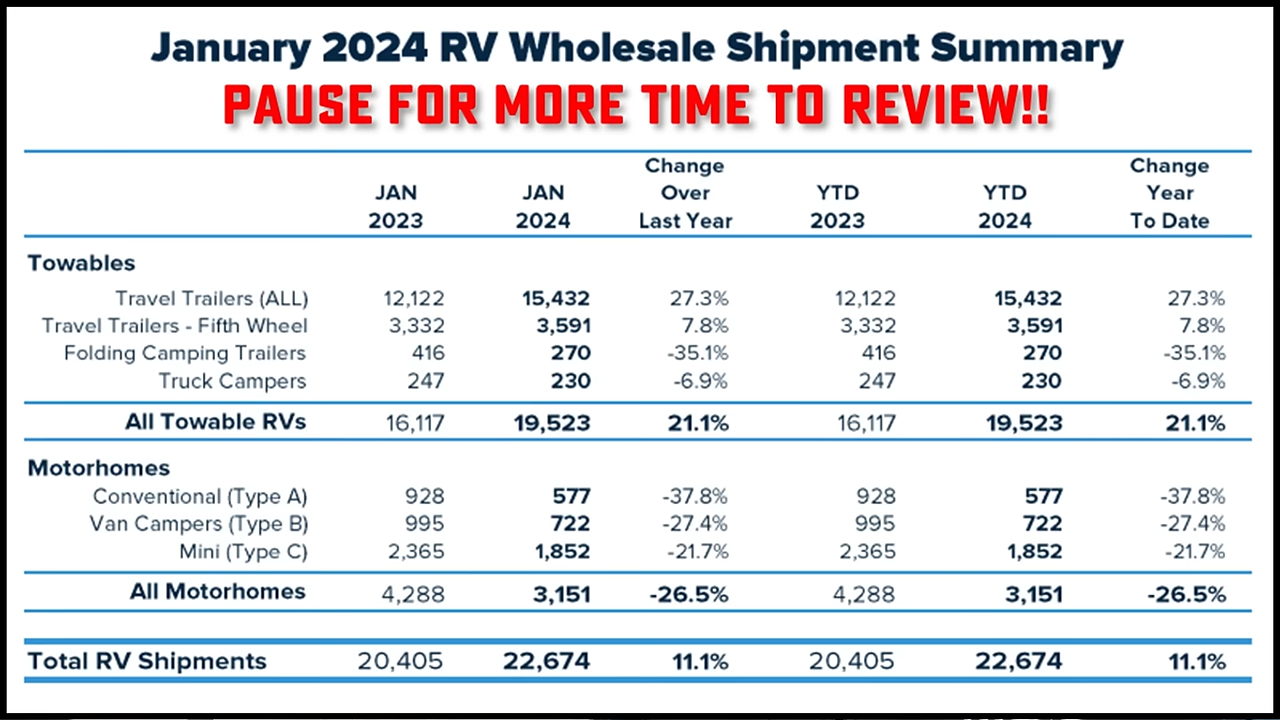 January 2024 RV Wholesale Shipment Summary
PAUSE FOR MORE TIME TO REVIEW!!
JAN 2023 JAN 2024 Change Over Last Year YTD 2023 YTD 2024 Change Year To Date
Towables
Travel Trailers (ALL) 12,122 15,432 27.3% 12,122 15,432 27.3%
Travel Trailers - Fifth Wheel 3,332 3,591 7.8% 3,332 3,591 7.8%
Folding Camping Trailers 416 270 -35.1% 416 270 -35.1%
Truck Campers 247 230 -6.9% 247 230 -6.9%
All Towable RVs 16,117 19,523 21.1% 16,117 19,523 21.1%
Motorhomes
Conventional (Type A) 928 577 -37.8% 928 577 -37.8%
Van Campers (Type B) 995 722 -27.4% 995 722 -27.4%
Mini (Type C) 2,365 1,852 -21.7% 2,365 1,852 -21.7%
All Motorhomes 4,288 3,151 -26.5% 4,288 3,151 -26.5%
Total RV Shipments 20,405 22,674 11.1% 20,405 22,674 11.1%